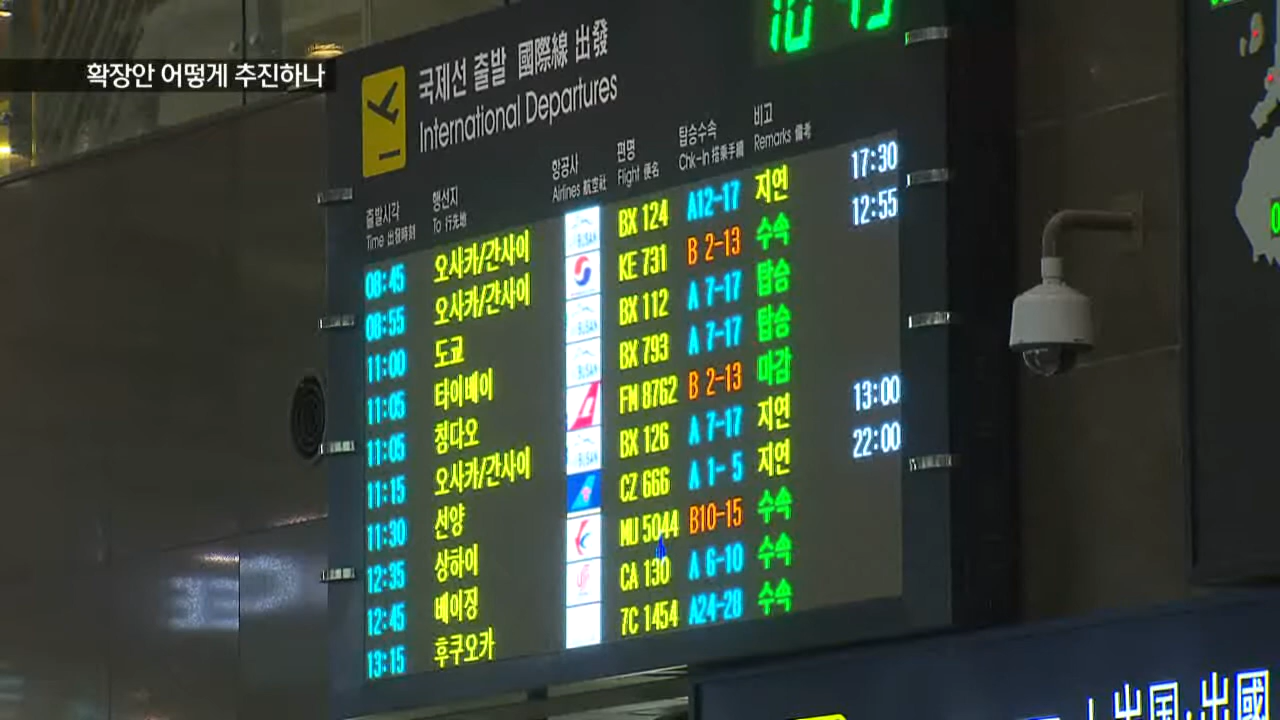 확장안 어떻게 추진하나
국제선 출발 國際線 出發
International Departures
출발시각 행선지 항공사 편명 탑승수속 비고
Time 出發時刻 To 行先地 Airlines 航空社 Flight 便名 Chk-in 搭乘手續 Remarks 備考
08:45 오사카/간사이 BX 124 A12-17 지연 17:30
08:55 오사카/간사이 KE 731 B 2-13 수속 12:55
11:00 도쿄 BX 112 A 7-17 탑승
11:05 타이베이 BX 793 A 7-17 탑승
11:05 칭다오 FM 8762 B 2-13 마감
11:15 오사카/간사이 BX 126 A 7-17 지연 13:00
11:30 선양 CZ 666 A 1- 5 지연 22:00
12:35 상하이 MU 5044 B10-15 수속
12:45 베이징 CA 130 A 6-10 수속
13:15 후쿠오카 7C 1454 A24-28 수속
出国·出國